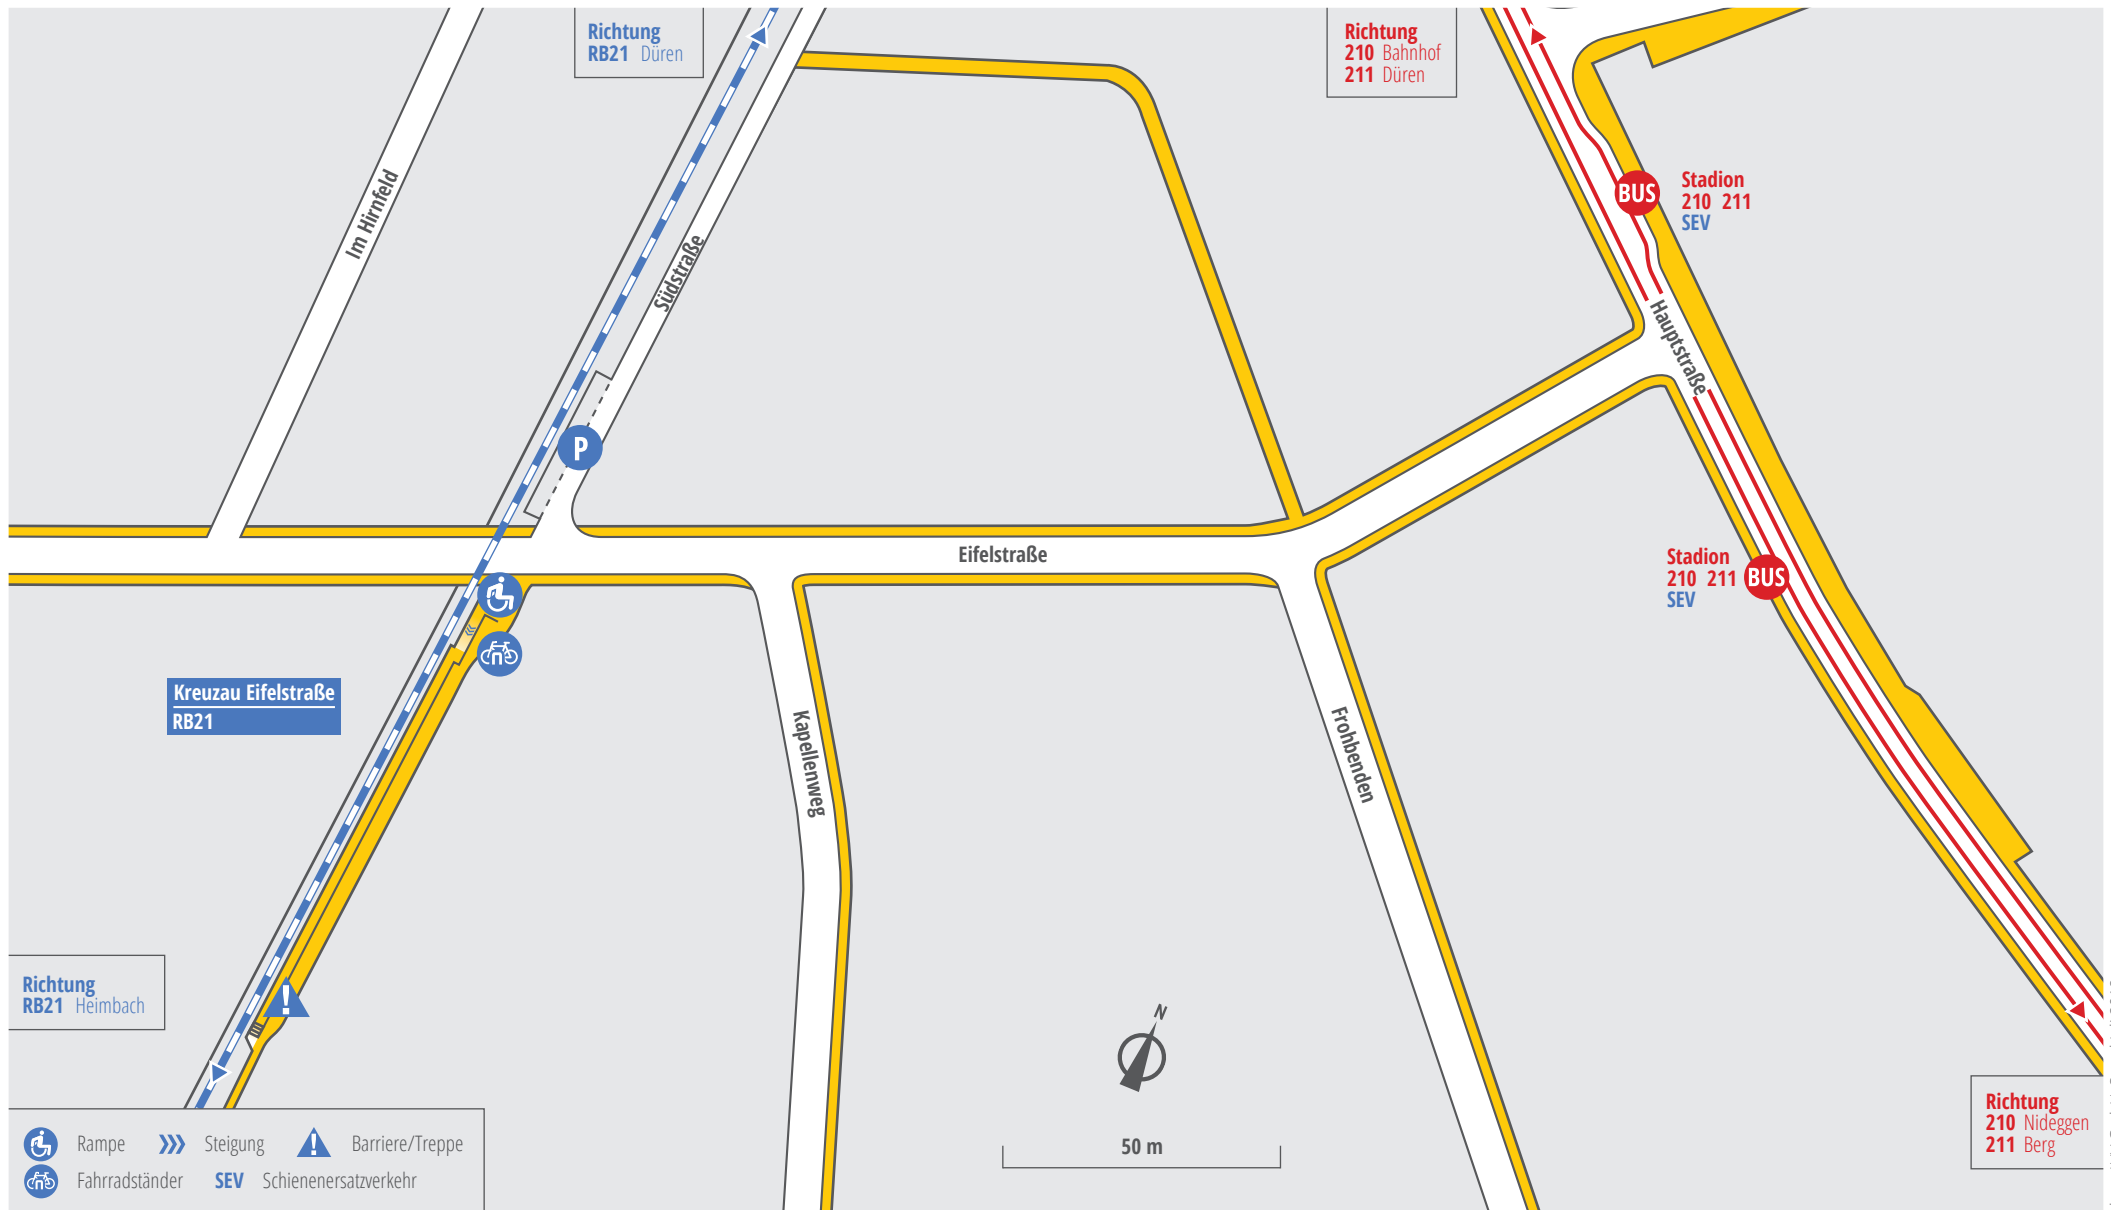 Richtung
RB21 Düren
Richtung
210 Bahnhof
211 Düren
Im Hirnfeld
Südstraße
BUS
Stadion
210 211
SEV
Hauptstraße
P
Eifelstraße
Stadion
210 211
SEV
BUS
Kreuzau Eifelstraße
RB21
Kapellenweg
Frohbenden
Richtung
RB21 Heimbach
!
N
50 m
Richtung
210 Nideggen
211 Berg
Rampe
Steigung
! Barriere/Treppe
Fahrradständer
SEV Schienenersatzverkehr